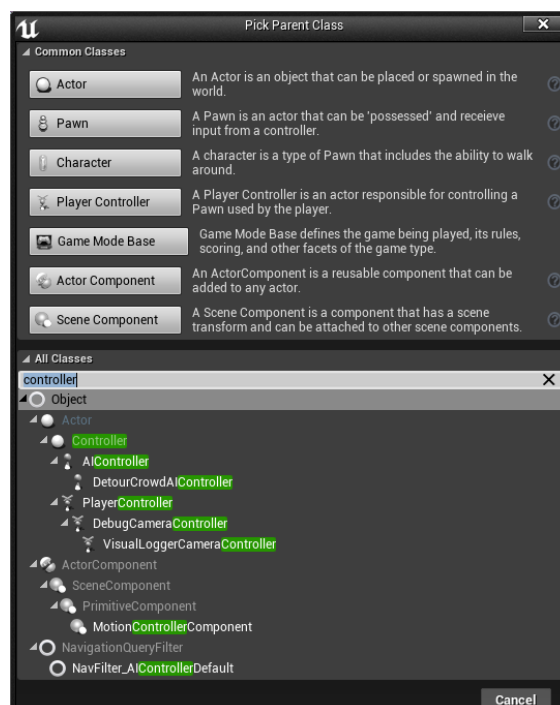 Pick Parent Class
Common Classes
Actor
An Actor is an object that can be placed or spawned in the
world.
Pawn
A Pawn is an actor that can be 'possessed' and receieve
input from a controller.
Character
A character is a type of Pawn that includes the ability to walk
around.
Player Controller
A Player Controller is an actor responsible for controlling a
Pawn used by the player.
Game Mode Base
Game Mode Base defines the game being played, its rules,
scoring, and other facets of the game type.
Actor Component
An ActorComponent is a reusable component that can be
added to any actor.
Scene Component
A Scene Component is a component that has a scene
transform and can be attached to other scene components.
All Classes
controller
Object
Actor
Controller
AIController
DetourCrowdAIController
PlayerController
DebugCameraController
VisualLoggerCameraController
ActorComponent
SceneComponent
PrimitiveComponent
MotionControllerComponent
NavigationQueryFilter
NavFilter_AIControllerDefault
Cancel